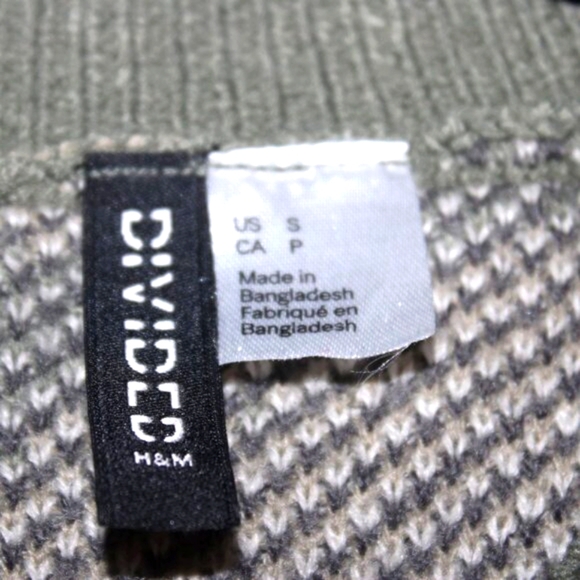 DIVIDED
H&M
US S
CA P
Made in
Bangladesh
Fabriqué en
Bangladesh